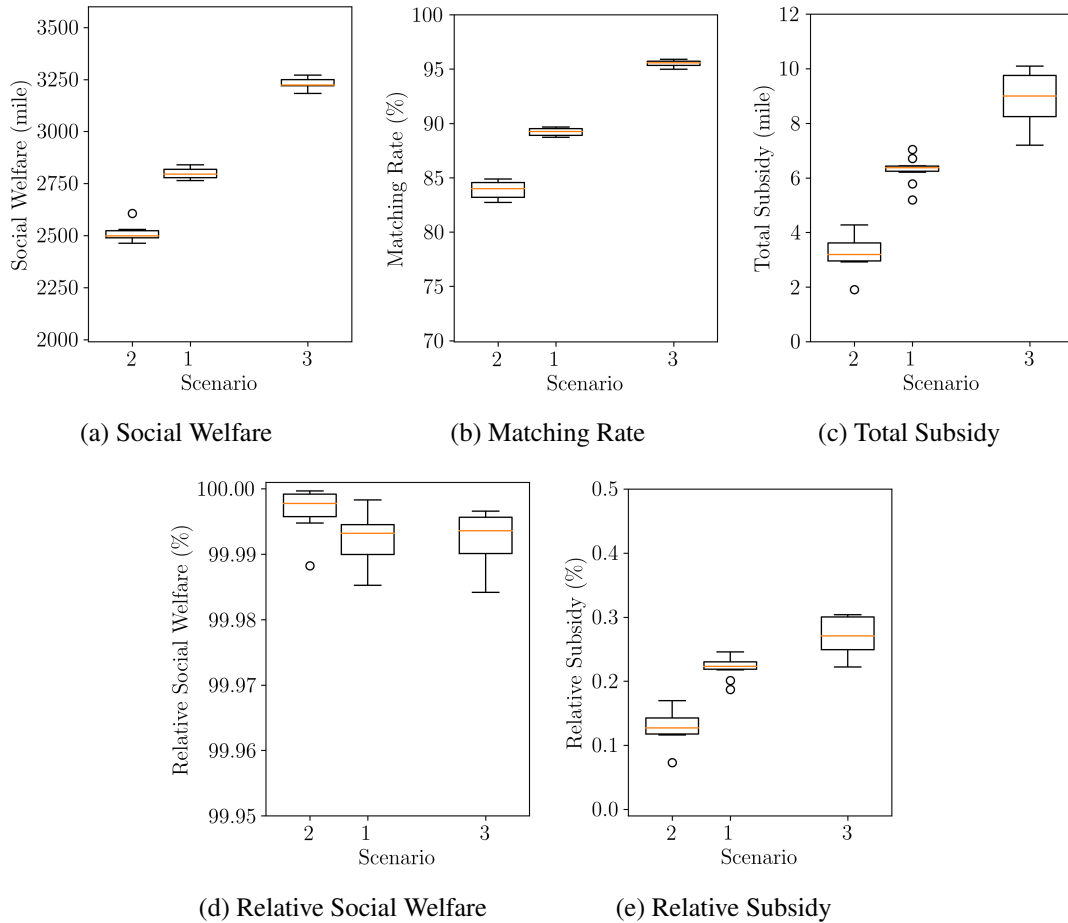 3500
3250
3000
2750
2500
2250
2000
Social Welfare (mile)
2 1 3
Scenario
(a) Social Welfare
100
95
90
85
80
75
70
Matching Rate (%)
2 1 3
Scenario
(b) Matching Rate
12
10
8
6
4
2
0
Total Subsidy (mile)
2 1 3
Scenario
(c) Total Subsidy
100.00
99.99
99.98
99.97
99.96
99.95
Relative Social Welfare (%)
2 1 3
Scenario
(d) Relative Social Welfare
0.5
0.4
0.3
0.2
0.1
0.0
Relative Subsidy (%)
2 1 3
Scenario
(e) Relative Subsidy